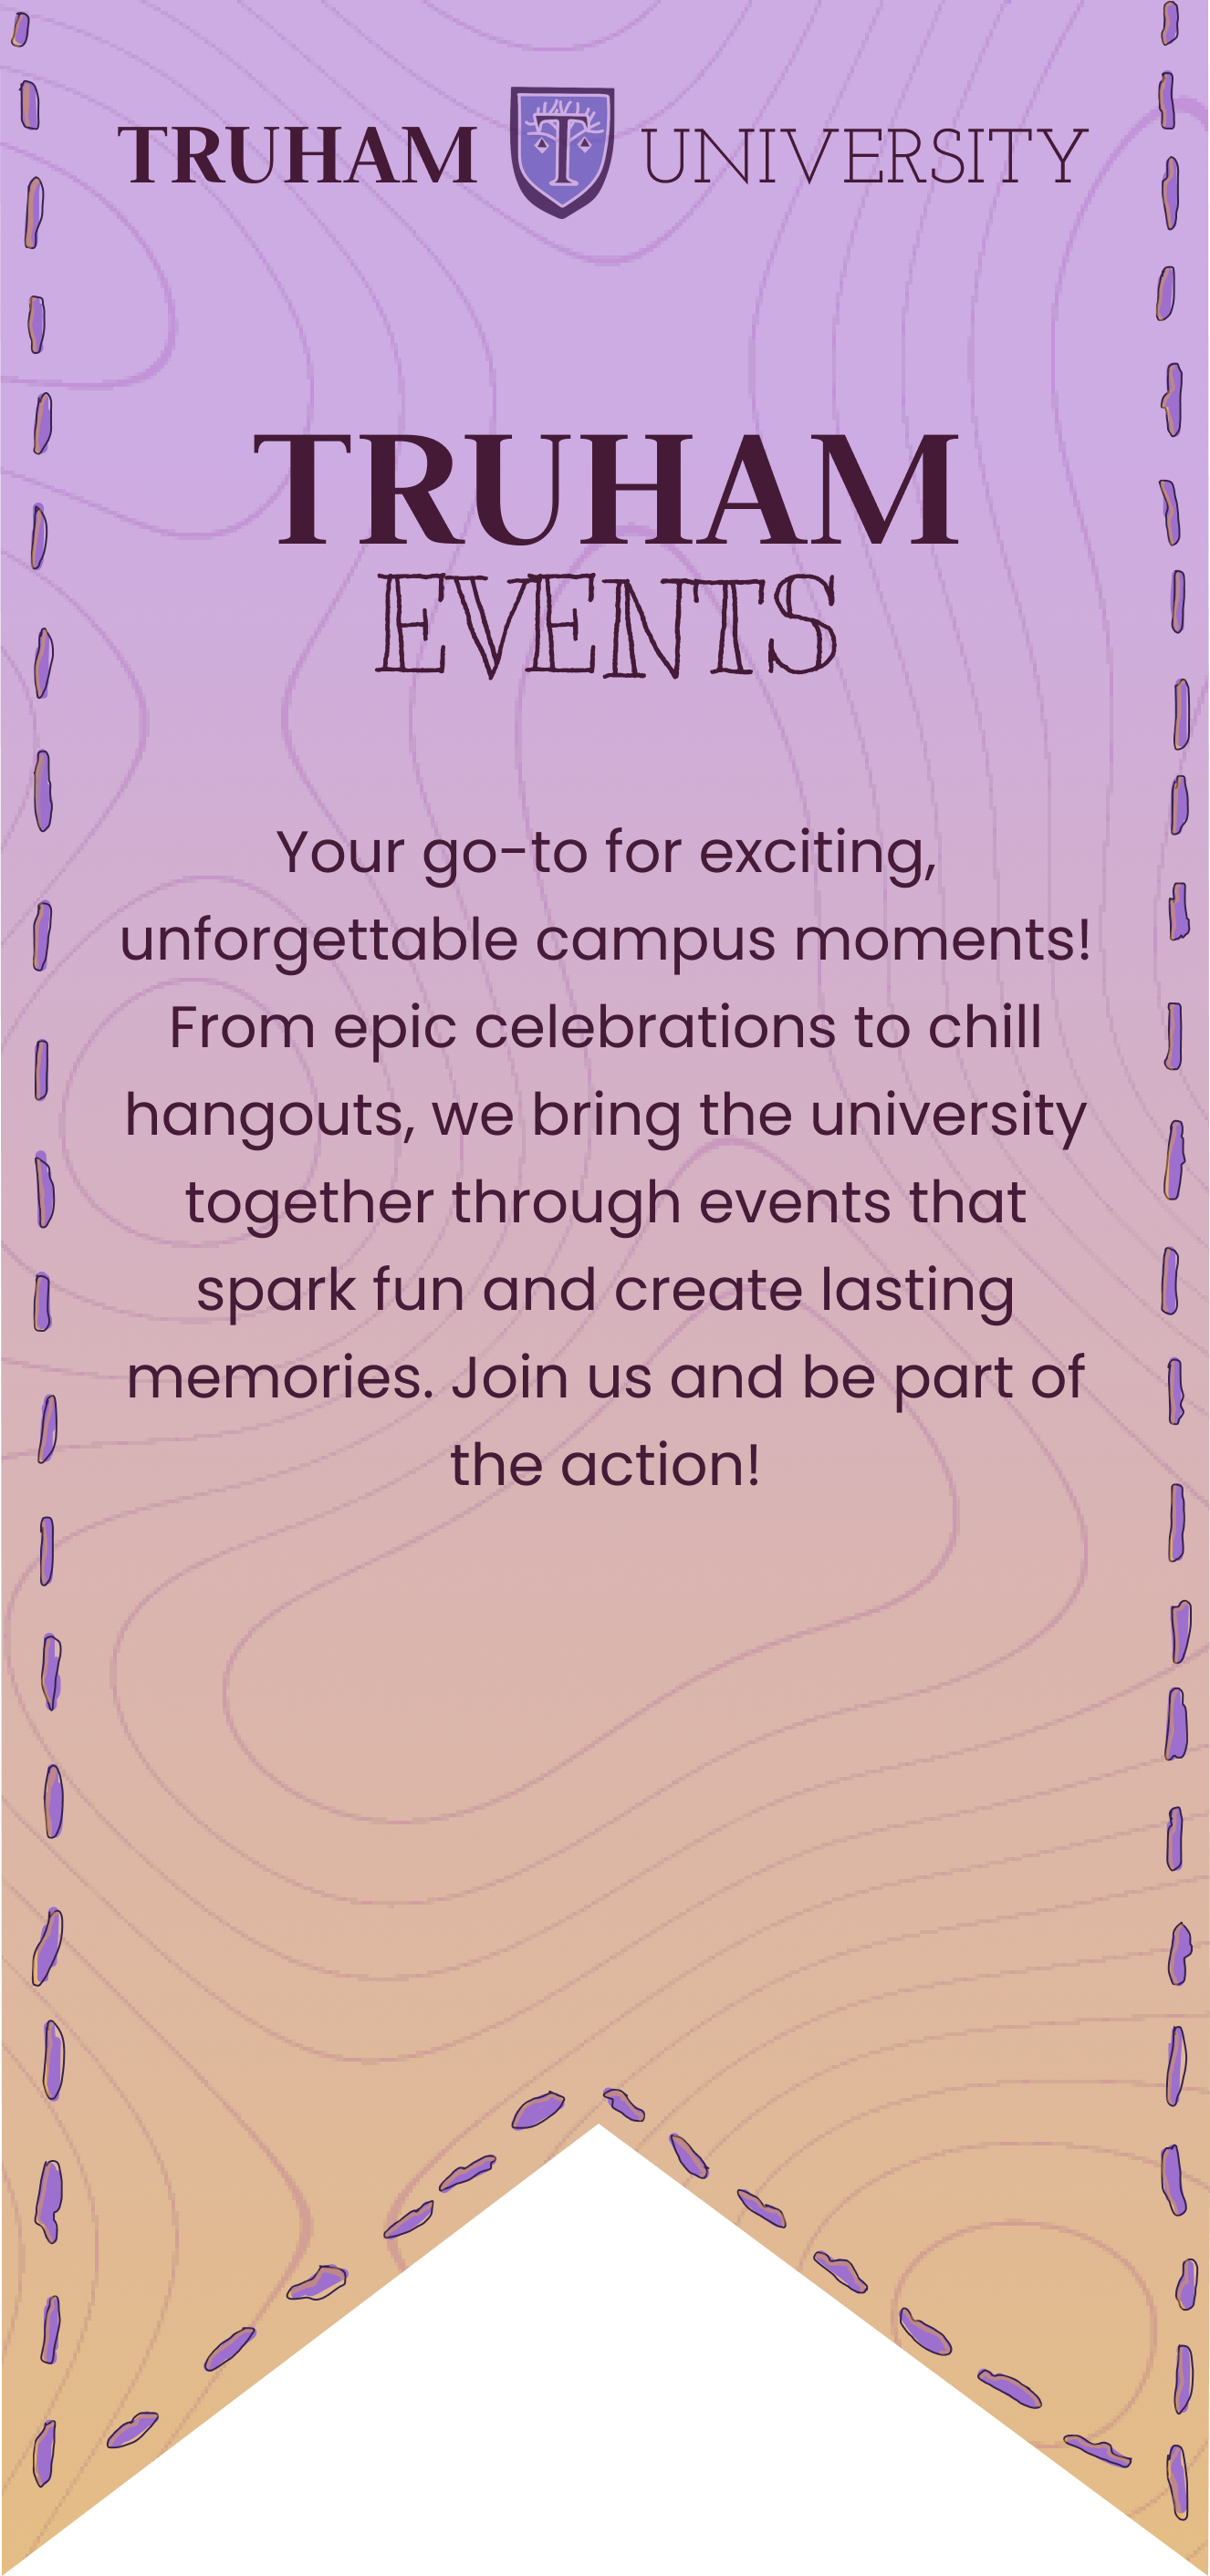 TRUHAM T UNIVERSITY
TRUHAM
EVENTS
Your go-to for exciting,
unforgettable campus moments!
From epic celebrations to chill
hangouts, we bring the university
together through events that
spark fun and create lasting
memories. Join us and be part of
the action!